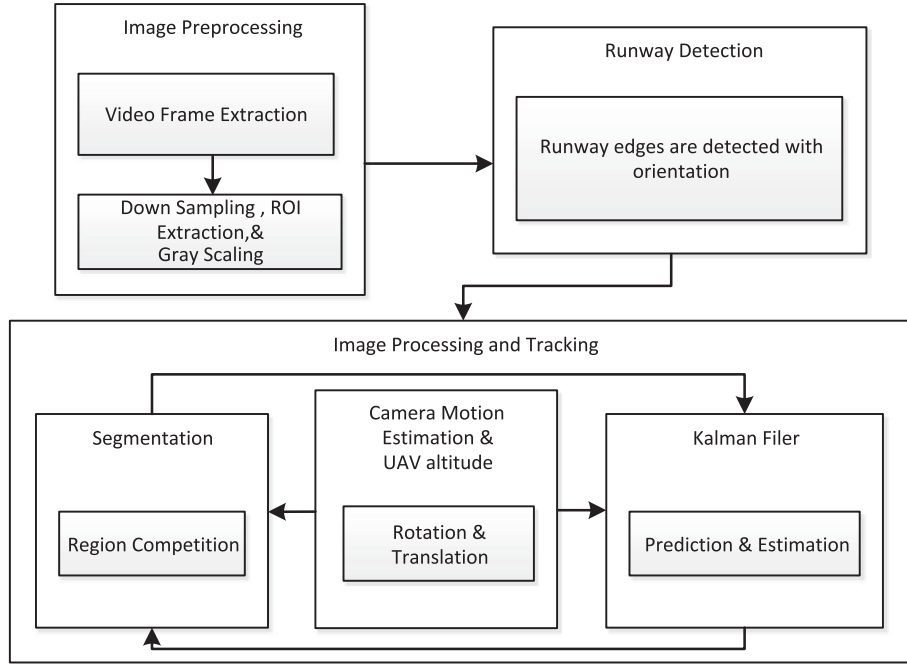 Image Preprocessing
Video Frame Extraction
Down Sampling , ROI
Extraction,&
Gray Scaling
Runway Detection
Runway edges are detected with
orientation
Image Processing and Tracking
Segmentation
Region Competition
Camera Motion
Estimation &
UAV altitude
Rotation &
Translation
Kalman Filer
Prediction & Estimation